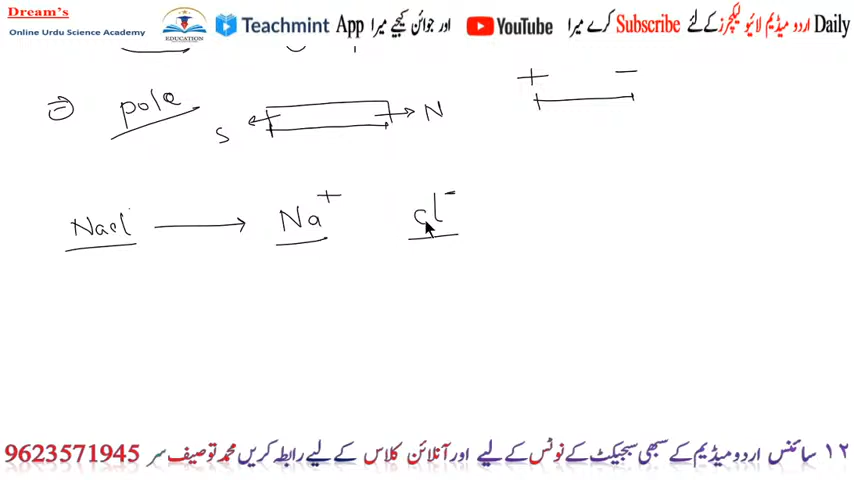 Dream's
Online Urdu Science Academy
EDUCATION
Teachmint App اور جوائن کیجیے میرا YouTube اردو میڈیم لائیو لیکچرز کے لئے Subscribe کرے میرا Daily
pole
S N + −
Nacl → Na⁺ cl⁻
۱۲ سائنس اردو میڈیم کے سبھی سبجیکٹ کے نوٹس کے لیے اور آنلائن کلاس کے لیے رابطہ کریں محمد توصیف سر 9623571945